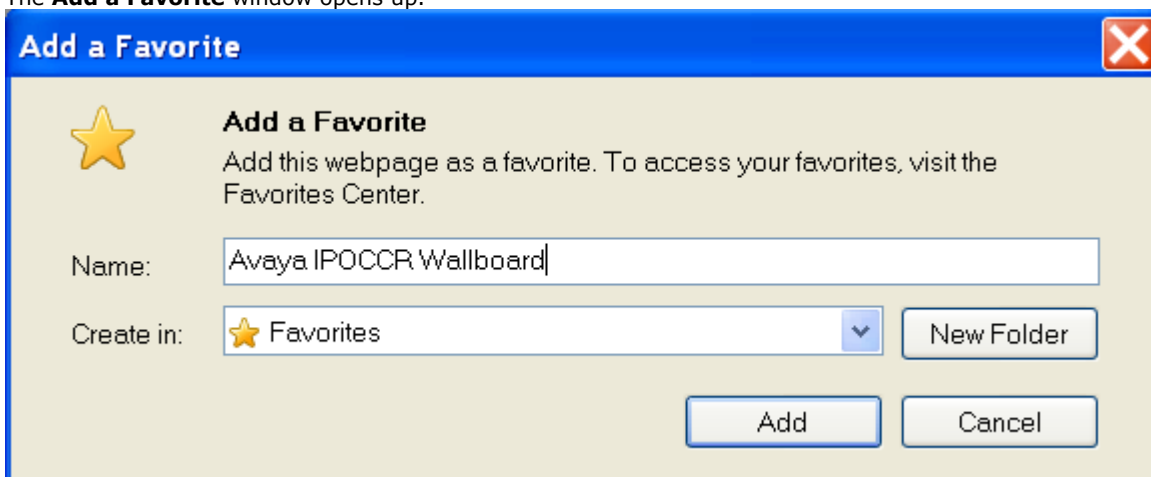 The Add a Favorite window opens up.
Add a Favorite
Add a Favorite
Add this webpage as a favorite. To access your favorites, visit the
Favorites Center.
Name: Avaya IPOCCR Wallboard
Create in: Favorites New Folder
Add Cancel